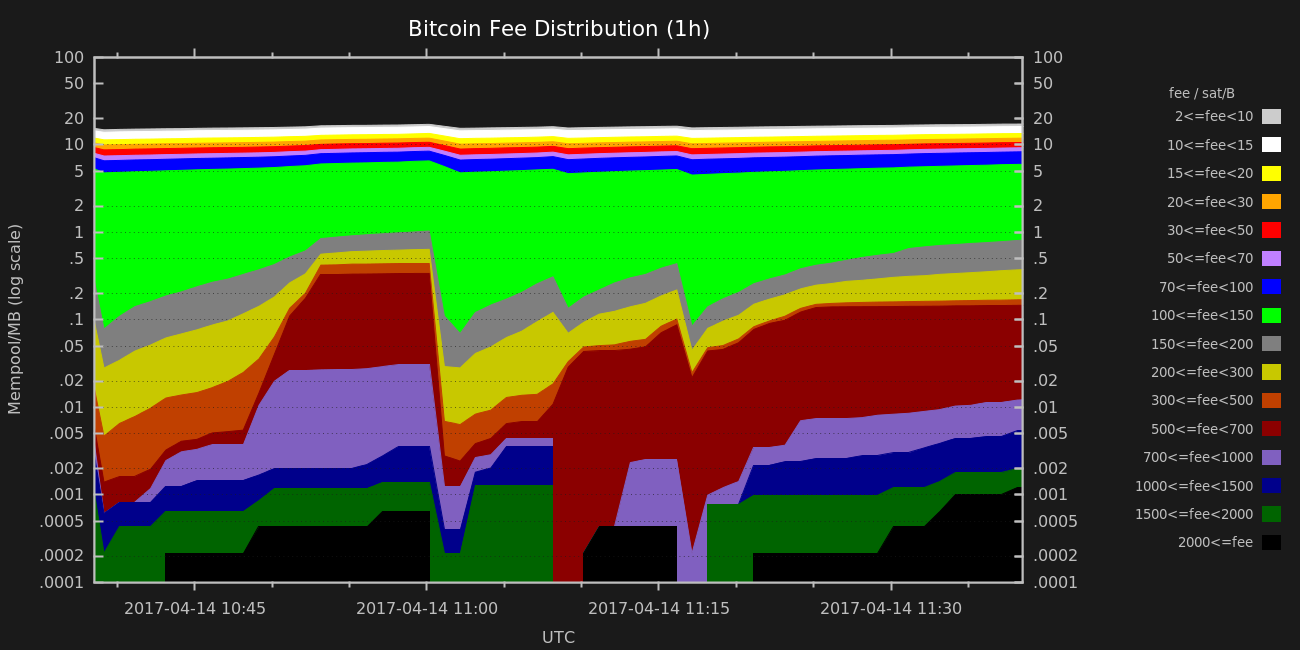 Bitcoin Fee Distribution (1h)
100
50
20
10
5
2
1
.5
.2
.1
.05
.02
.01
.005
.002
.001
.0005
.0002
.0001
Mempool/MB (log scale)
100
50
20
10
5
2
1
.5
.2
.1
.05
.02
.01
.005
.002
.001
.0005
.0002
.0001
2017-04-14 10:45
2017-04-14 11:00
2017-04-14 11:15
2017-04-14 11:30
UTC
fee / sat/B
2<=fee<10
10<=fee<15
15<=fee<20
20<=fee<30
30<=fee<50
50<=fee<70
70<=fee<100
100<=fee<150
150<=fee<200
200<=fee<300
300<=fee<500
500<=fee<700
700<=fee<1000
1000<=fee<1500
1500<=fee<2000
2000<=fee